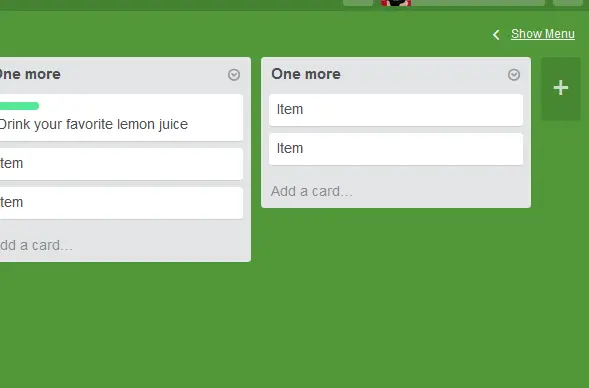 Show Menu
One more
Drink your favorite lemon juice
Item
Item
Add a card...
One more
Item
Item
Add a card...
+